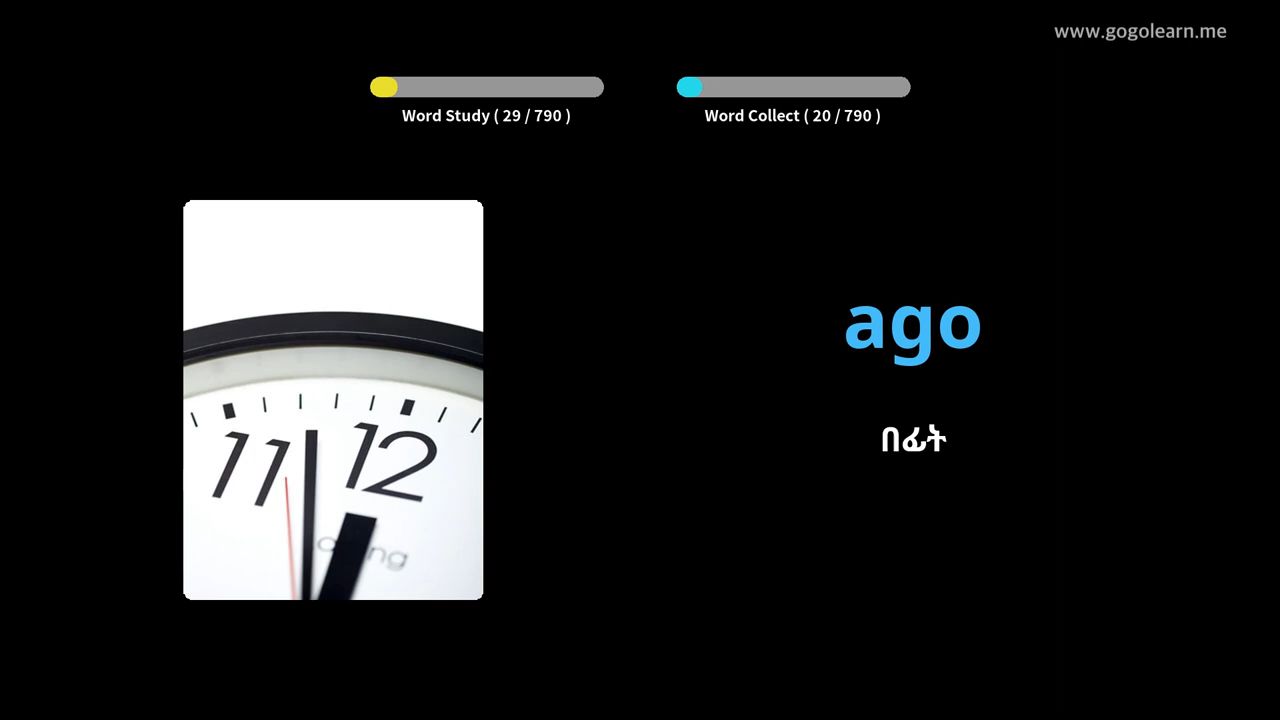 www.gogolearn.me
Word Study ( 29 / 790 )
Word Collect ( 20 / 790 )
11
12
ago
በፊት